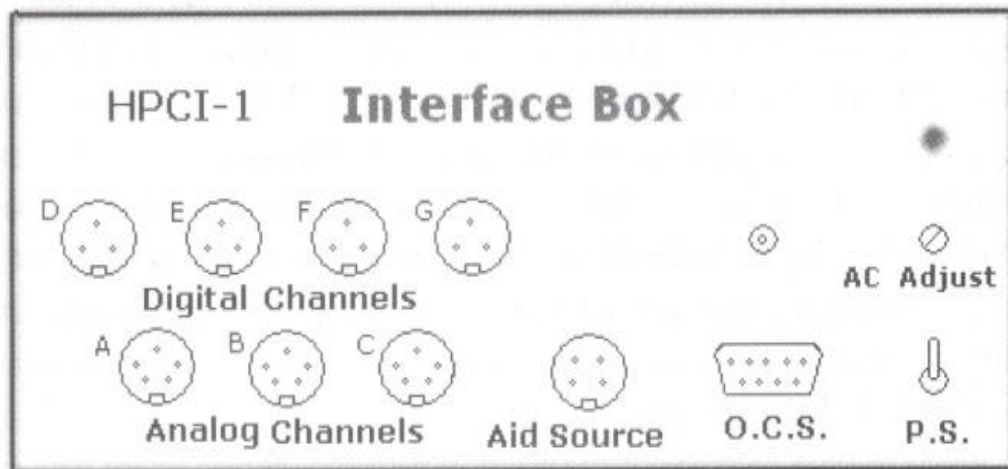 HPCI-1 Interface Box
D E F G
Digital Channels
AC Adjust
A B C
Analog Channels
Aid Source
O.C.S.
P.S.